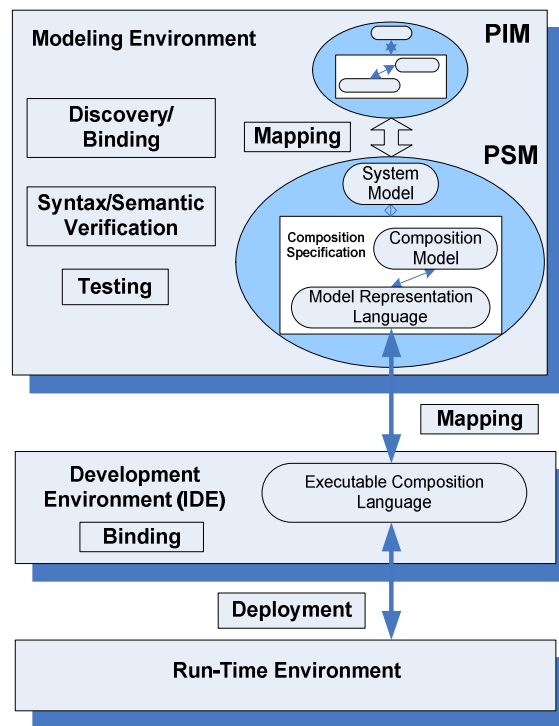 Modeling Environment
PIM
Discovery/
Binding
Mapping
PSM
System
Model
Syntax/Semantic
Verification
Composition
Specification
Composition
Model
Testing
Model Representation
Language
Mapping
Development
Environment (IDE)
Executable Composition
Language
Binding
Deployment
Run-Time Environment